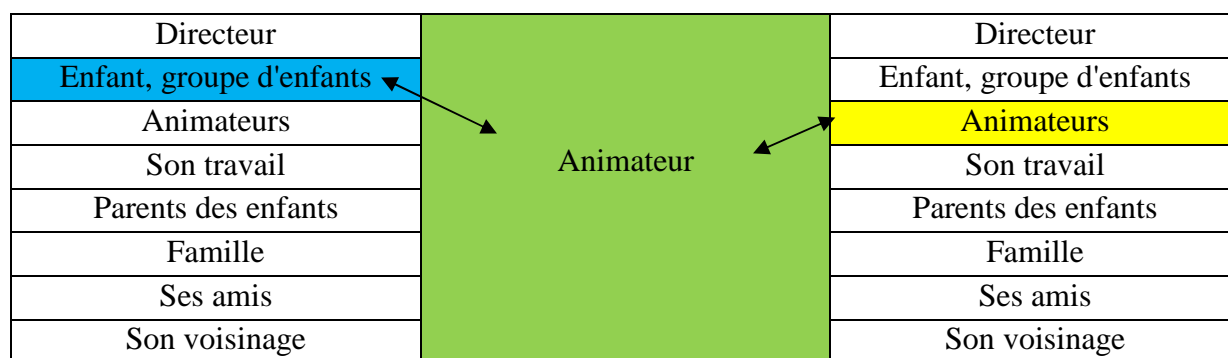 Directeur
Enfant, groupe d'enfants
Animateurs
Son travail
Parents des enfants
Famille
Ses amis
Son voisinage
Animateur
Directeur
Enfant, groupe d'enfants
Animateurs
Son travail
Parents des enfants
Famille
Ses amis
Son voisinage